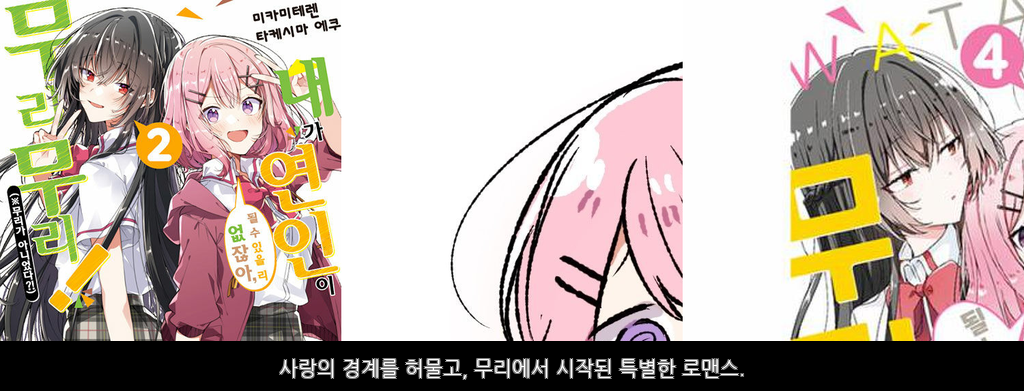 미카미테렌
타케시마 에쿠
내가
연인이
될 수 있을 리
없잖아,
무리무리!
(※무리가 아니었다?!)
2
WATA
4
무
될
사랑의 경계를 허물고, 무리에서 시작된 특별한 로맨스.